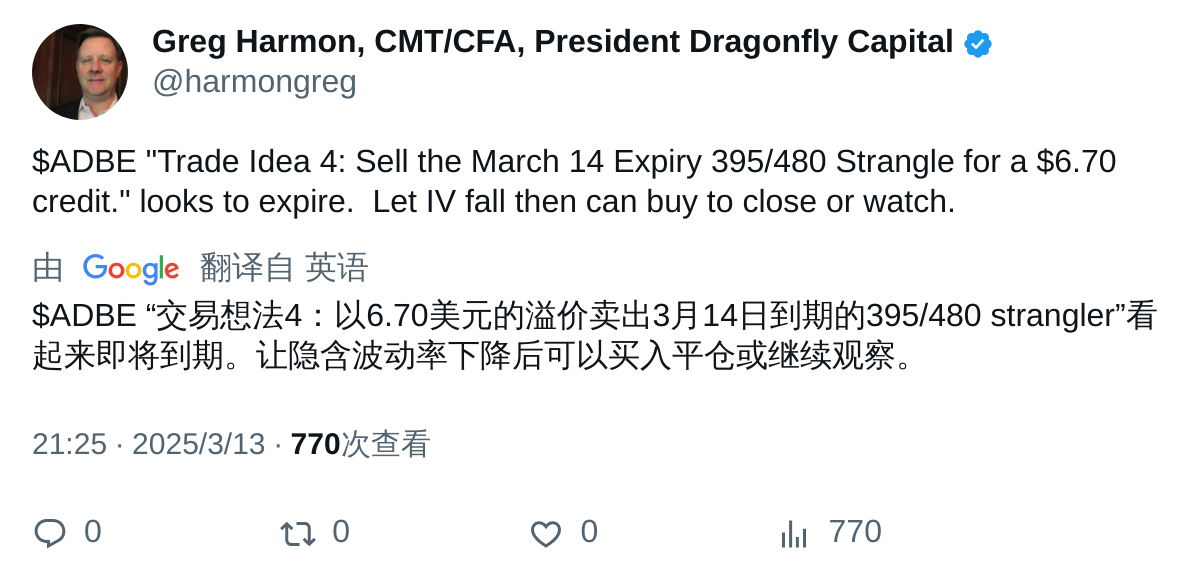 Greg Harmon, CMT/CFA, President Dragonfly Capital
@harmongreg
$ADBE "Trade Idea 4: Sell the March 14 Expiry 395/480 Strangle for a $6.70
credit." looks to expire.  Let IV fall then can buy to close or watch.
由 Google 翻译自 英语
$ADBE “交易想法4：以6.70美元的溢价卖出3月14日到期的395/480 strangler”看
起来即将到期。让隐含波动率下降后可以买入平仓或继续观察。
21:25 · 2025/3/13 · 770次查看
0 0 0 770